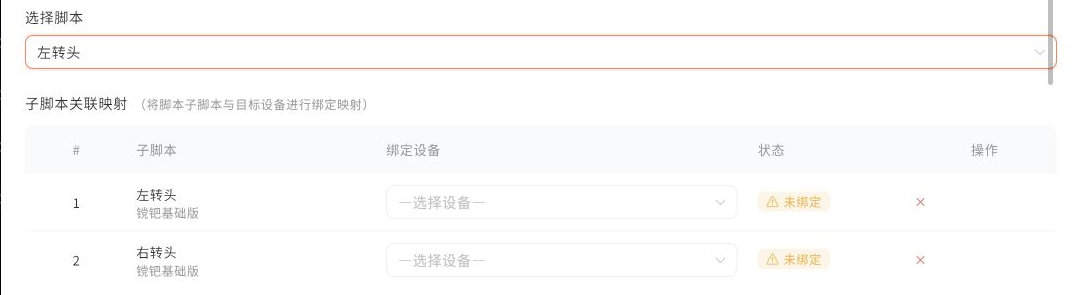 选择脚本
左转头
子脚本关联映射 （将脚本子脚本与目标设备进行绑定映射）
# 子脚本 绑定设备 状态 操作
1 左转头 —选择设备— 未绑定 ×
镋钯基础版
2 右转头 —选择设备— 未绑定 ×
镋钯基础版